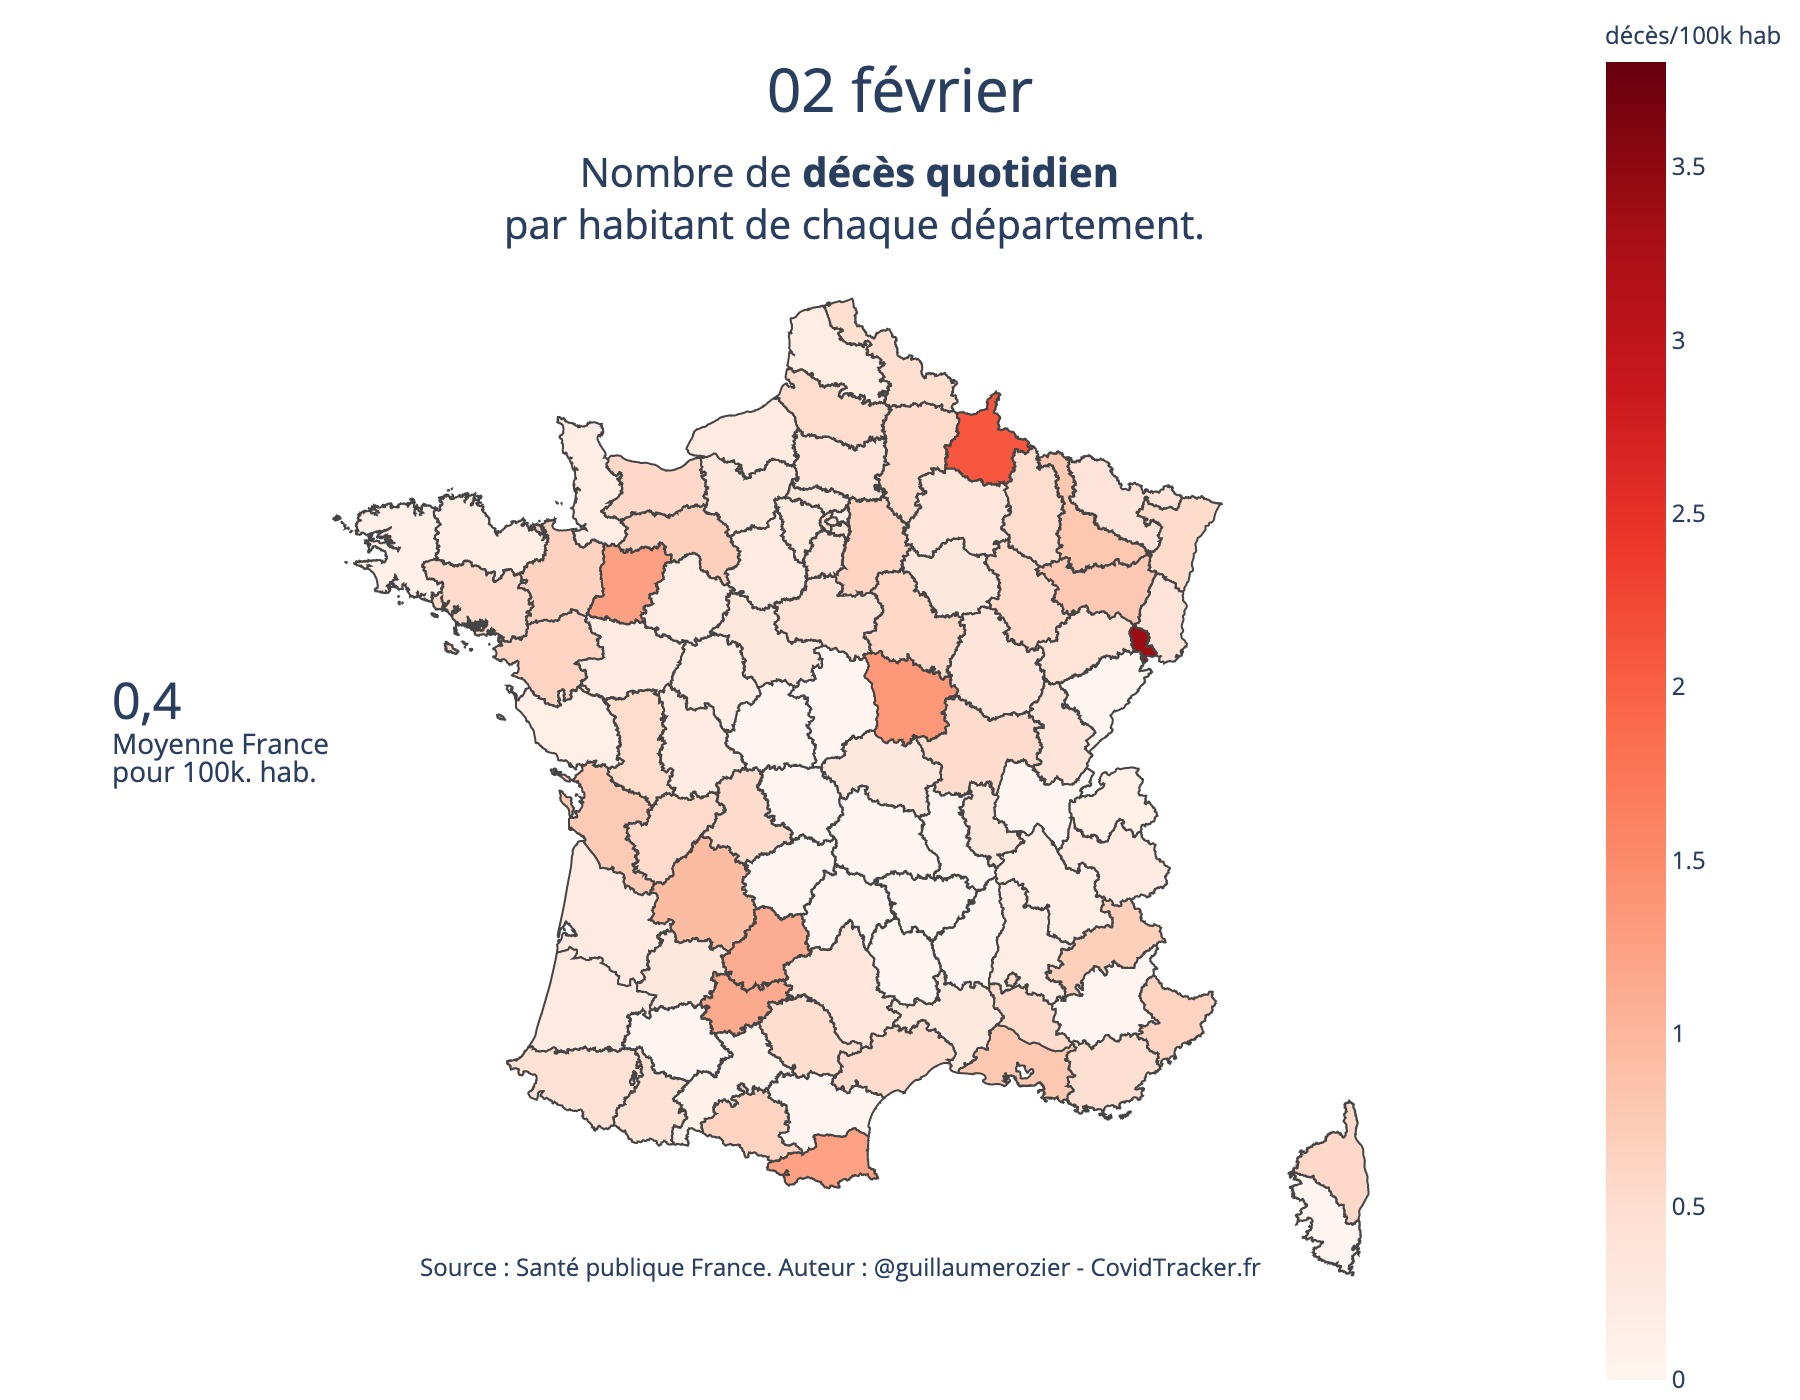 décès/100k hab
02 février
Nombre de décès quotidien
par habitant de chaque département.
3.5
3
2.5
2
1.5
1
0.5
0
0,4
Moyenne France
pour 100k. hab.
Source : Santé publique France. Auteur : @guillaumerozier - CovidTracker.fr